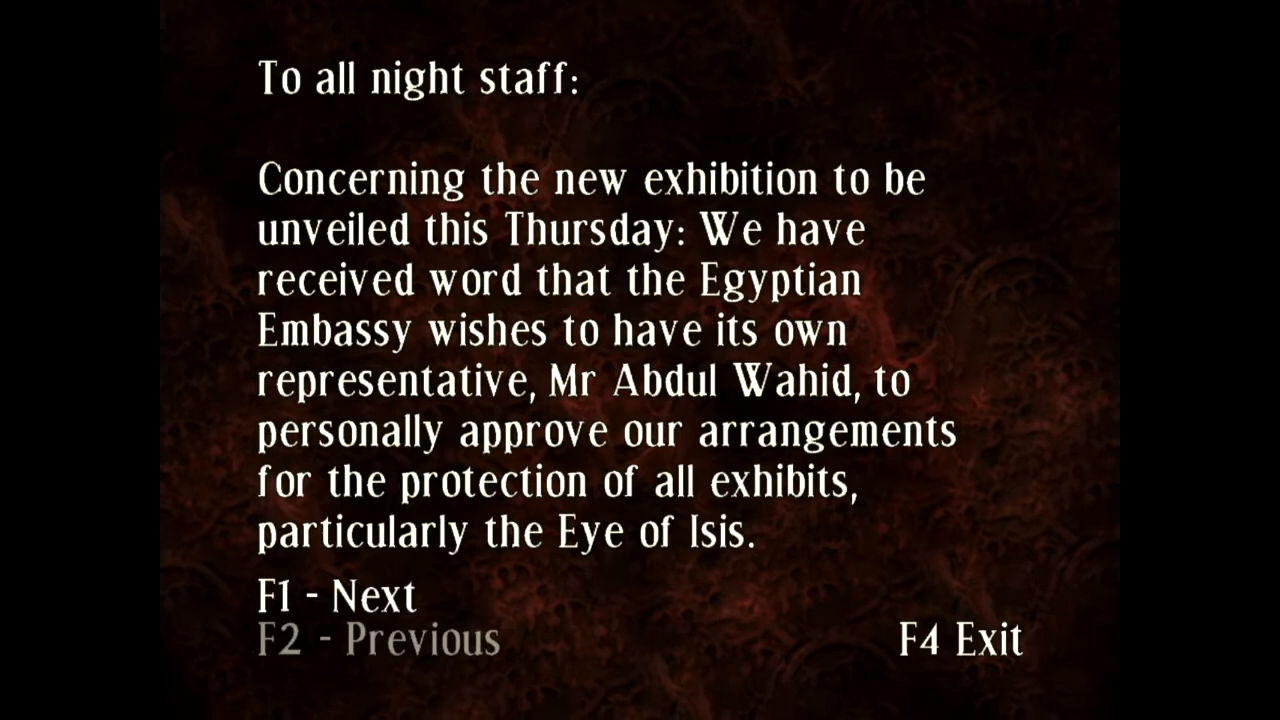 To all night staff:
Concerning the new exhibition to be
unveiled this Thursday: We have
received word that the Egyptian
Embassy wishes to have its own
representative, Mr Abdul Wahid, to
personally approve our arrangements
for the protection of all exhibits,
particularly the Eye of Isis.
F1 - Next
F2 - Previous
F4 Exit